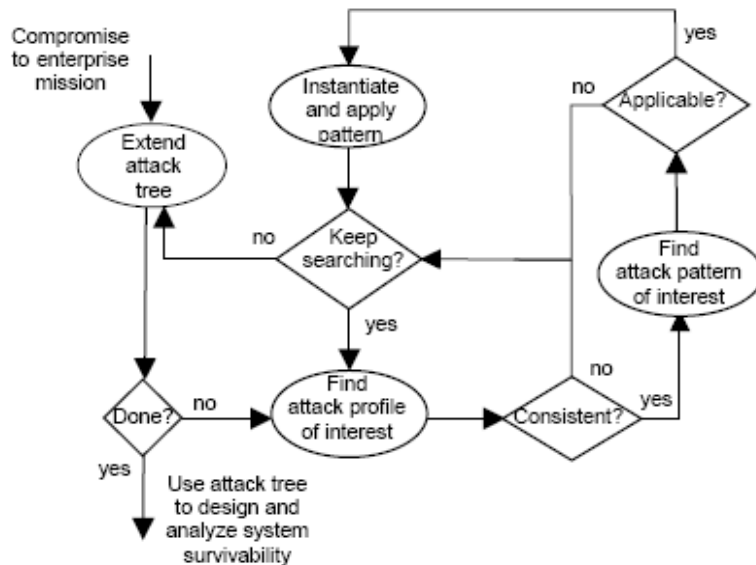 Compromise
to enterprise
mission
yes
Instantiate
and apply
pattern
no
Applicable?
Extend
attack
tree
no
Keep
searching?
Find
attack pattern
of interest
yes
no
Done?
no
Find
attack profile
of interest
Consistent?
yes
yes
Use attack tree
to design and
analyze system
survivability